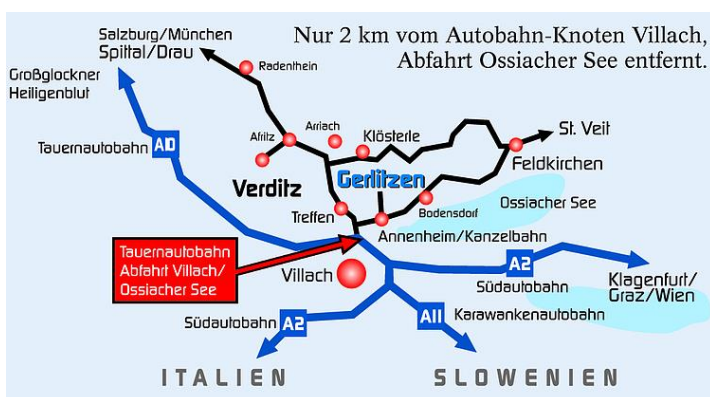 Nur 2 km vom Autobahn-Knoten Villach,
Abfahrt Ossiacher See entfernt.
Salzburg/München
Spittal/Drau
Großglockner
Heiligenblut
Radenthein
Tauernautobahn
A10
Afritz
Arriach
Klösterle
St. Veit
Feldkirchen
Verditz
Gerlitzen
Treffen
Bodensdorf
Ossiacher See
Annenheim/Kanzelbahn
Tauernautobahn
Abfahrt Villach/
Ossiacher See
Villach
A2
Südautobahn
Klagenfurt/
Graz/Wien
Südautobahn
A2
A11
Karawankenautobahn
ITALIEN
SLOWENIEN